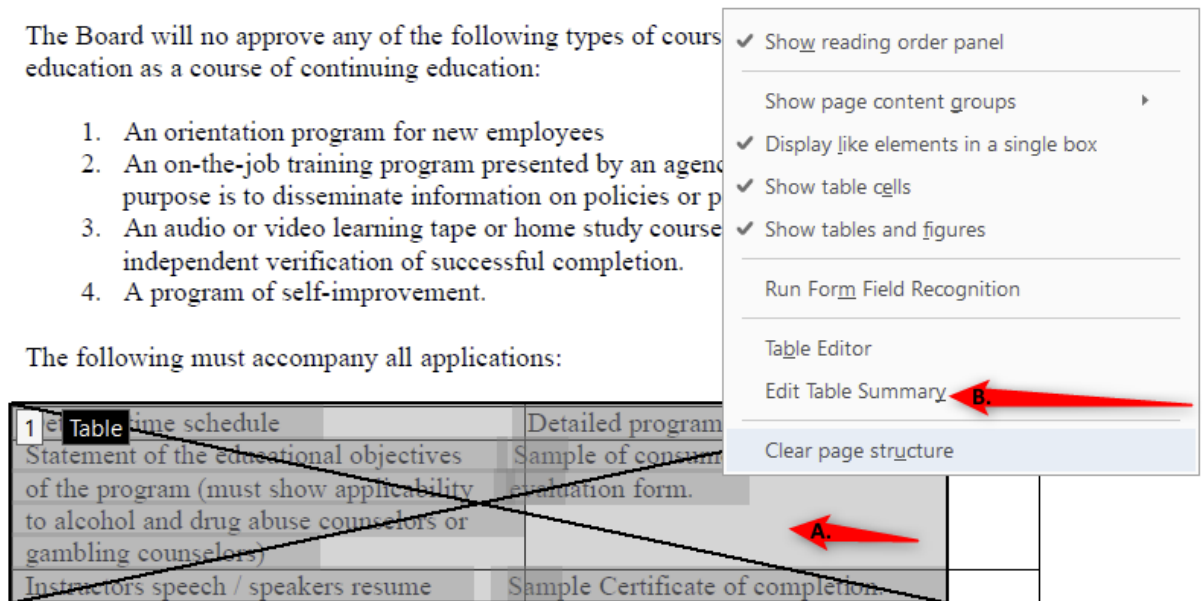 The Board will no approve any of the following types of cours
education as a course of continuing education:
1. An orientation program for new employees
2. An on-the-job training program presented by an agenc
purpose is to disseminate information on policies or p
3. An audio or video learning tape or home study course
independent verification of successful completion.
4. A program of self-improvement.
The following must accompany all applications:
1 Table time schedule
Detailed program
Statement of the educational objectives
of the program (must show applicability
to alcohol and drug abuse counselors or
gambling counselors)
Sample of consum
evaluation form.
A.
Instructors speech / speakers resume
Sample Certificate of completion.
Show reading order panel
Show page content groups
Display like elements in a single box
Show table cells
Show tables and figures
Run Form Field Recognition
Table Editor
Edit Table Summary
B.
Clear page structure